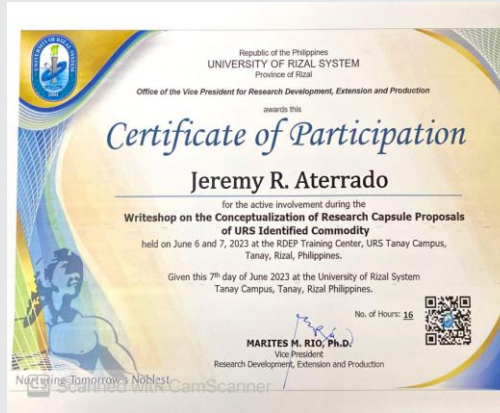 UNIVERSITY OF RIZAL SYSTEM
Republic of the Philippines
UNIVERSITY OF RIZAL SYSTEM
Province of Rizal
Office of the Vice President for Research Development, Extension and Production
awards this
Certificate of Participation
Jeremy R. Aterrado
for the active involvement during the
Writeshop on the Conceptualization of Research Capsule Proposals
of URS Identified Commodity
held on June 6 and 7, 2023 at the RDEP Training Center, URS Tanay Campus,
Tanay, Rizal, Philippines.
Given this 7th day of June 2023 at the University of Rizal System
Tanay Campus, Tanay, Rizal Philippines.
No. of Hours: 16
MARITES M. RIO, Ph.D.
Vice President
Research Development, Extension and Production
Nurturing Tomorrow's Noblest
CS Scanned with CamScanner